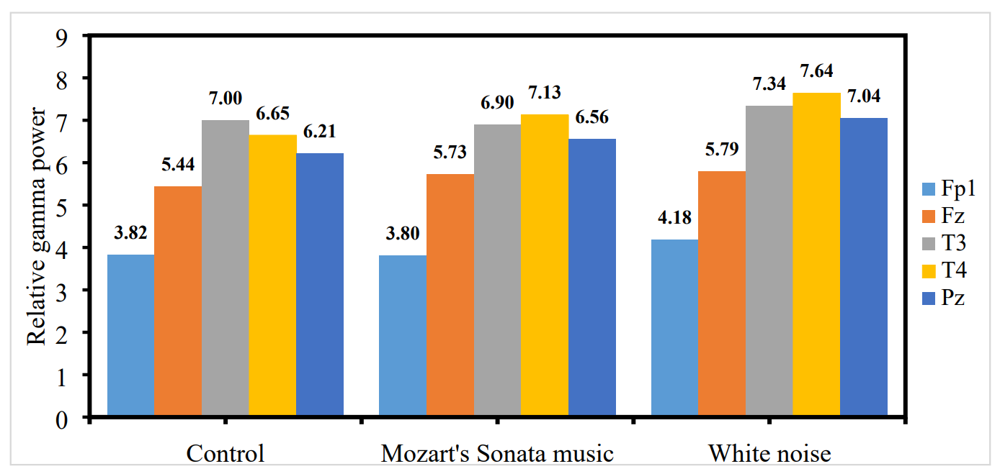 Relative gamma power
9
8
7
6
5
4
3
2
1
0
3.82
5.44
7.00
6.65
6.21
3.80
5.73
6.90
7.13
6.56
4.18
5.79
7.34
7.64
7.04
Control
Mozart's Sonata music
White noise
Fp1
Fz
T3
T4
Pz